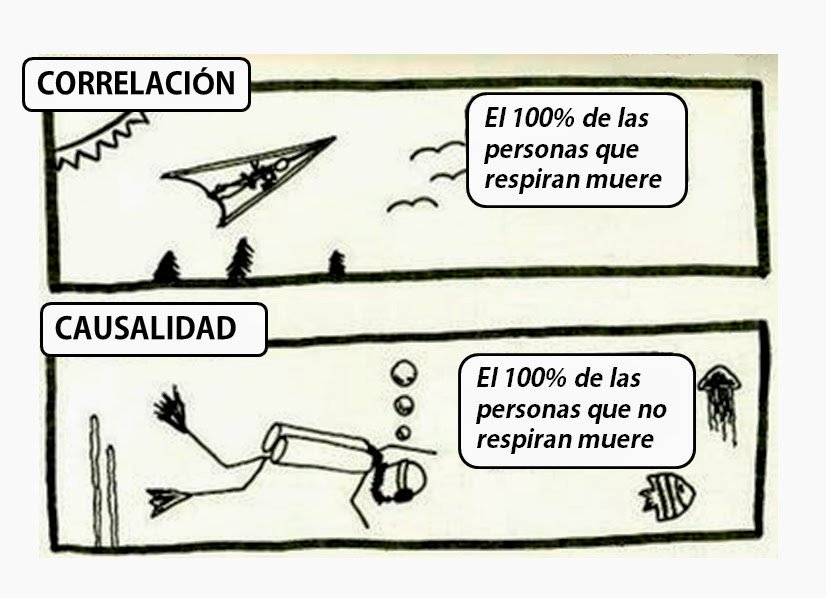 CORRELACIÓN
El 100% de las
personas que
respiran muere
CAUSALIDAD
El 100% de las
personas que no
respiran muere